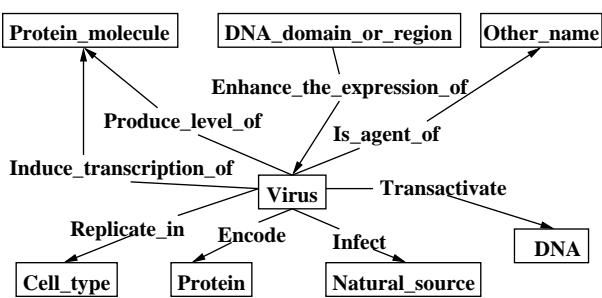 Protein_molecule DNA_domain_or_region Other_name
Enhance_the_expression_of
Produce_level_of
Is_agent_of
Induce_transcription_of
Virus Transactivate
Replicate_in Encode Infect
DNA
Cell_type Protein Natural_source